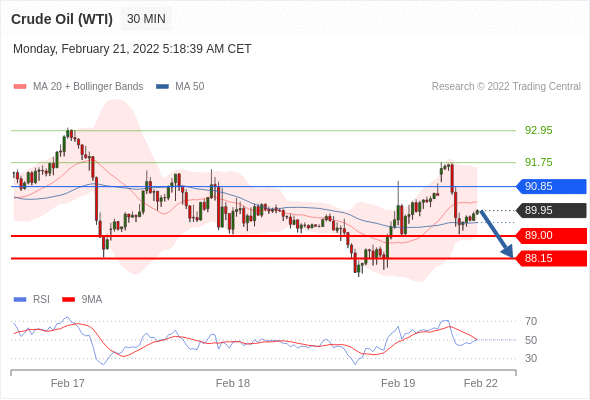 Crude Oil (WTI) 30 MIN
Monday, February 21, 2022 5:18:39 AM CET
MA 20 + Bollinger Bands MA 50 Research © 2022 Trading Central
92.95
91.75
90.85
89.95
89.00
88.15
RSI 9MA
70
50
30
Feb 17 Feb 18 Feb 19 Feb 22